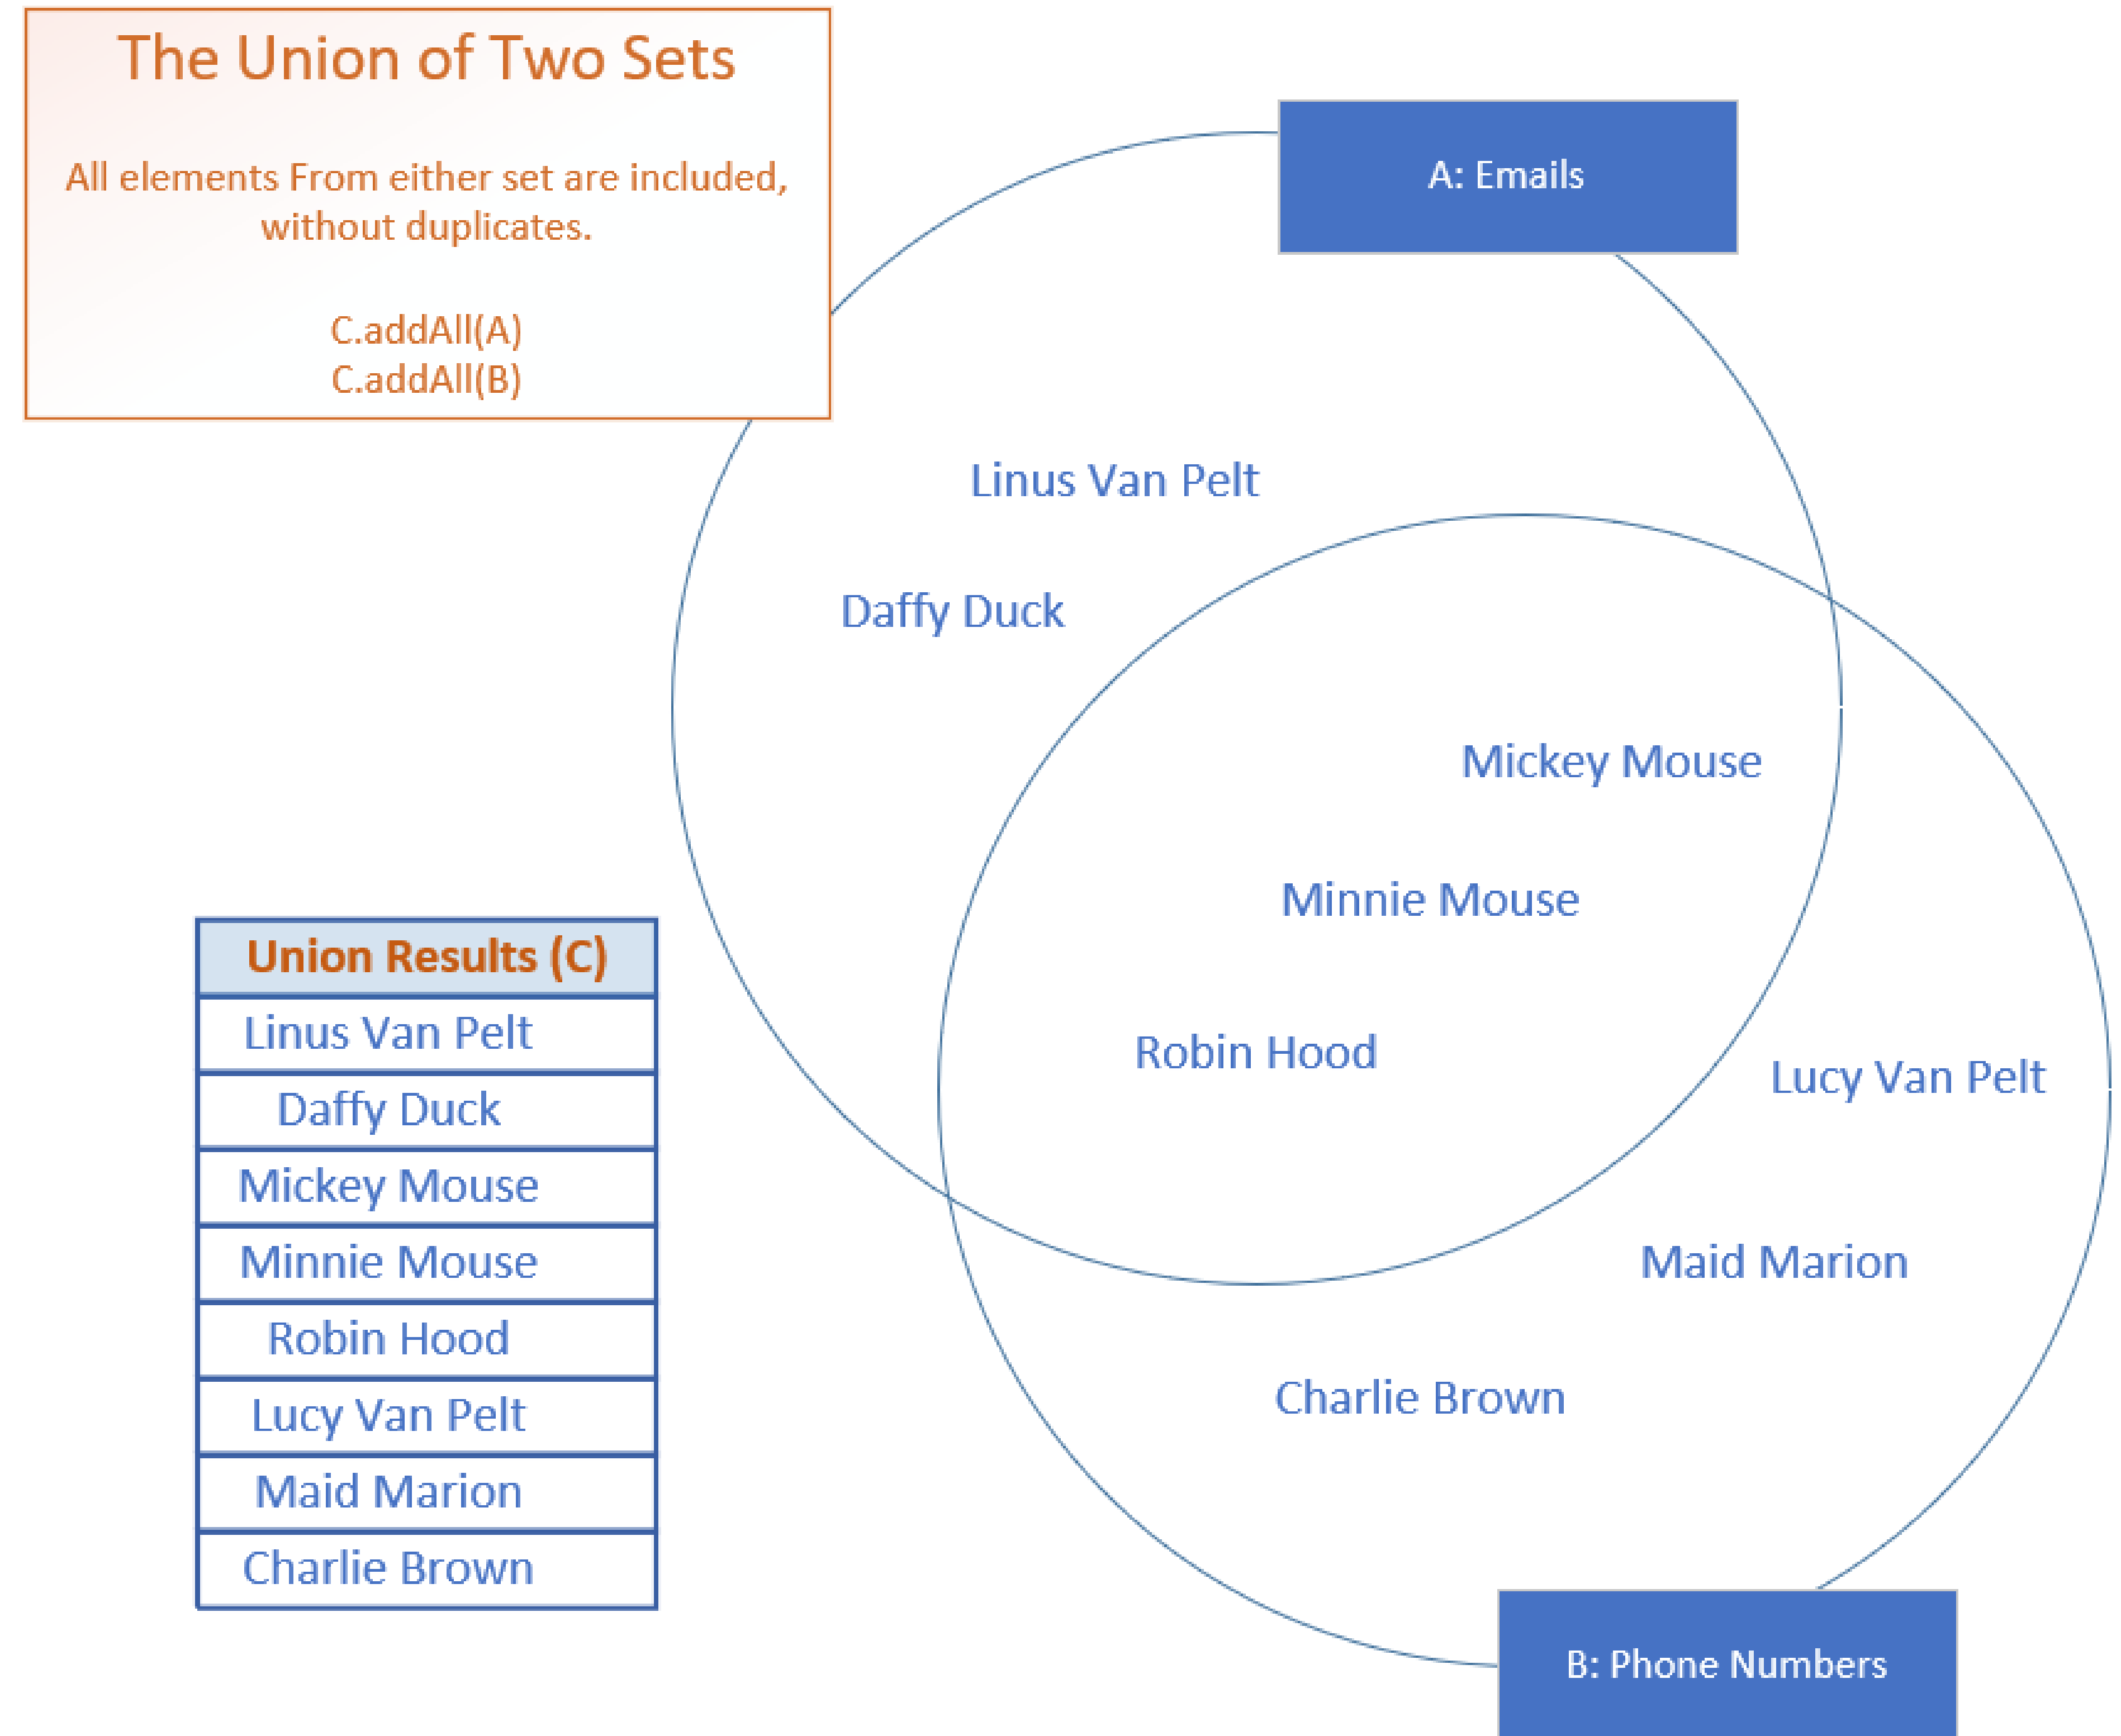 The Union of Two Sets
All elements From either set are included,
without duplicates.
C.addAll(A)
C.addAll(B)
A: Emails
Linus Van Pelt
Daffy Duck
Mickey Mouse
Minnie Mouse
Robin Hood
Lucy Van Pelt
Maid Marion
Charlie Brown
B: Phone Numbers
Union Results (C)
Linus Van Pelt
Daffy Duck
Mickey Mouse
Minnie Mouse
Robin Hood
Lucy Van Pelt
Maid Marion
Charlie Brown